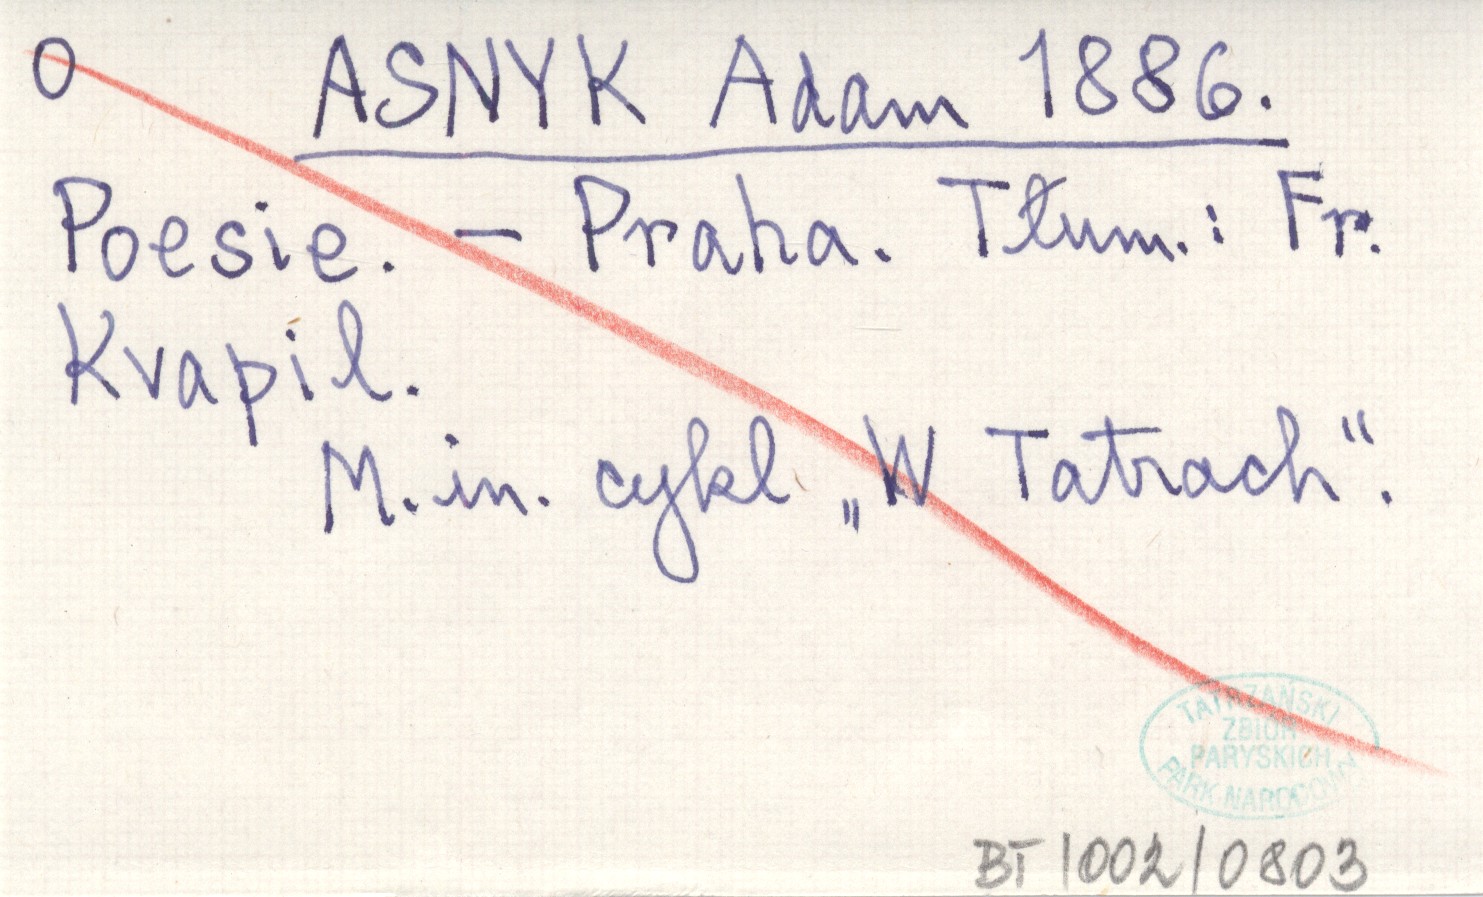 O ASNYK Adam 1886.
Poesie. – Praha. Tłum.: Fr.
Kvapil.
M.in. cykl „W Tatrach“.
TATRZAŃSKI
ZBIÓR
PARYSKICH
PARK NARODOWY
BT 1002/0803